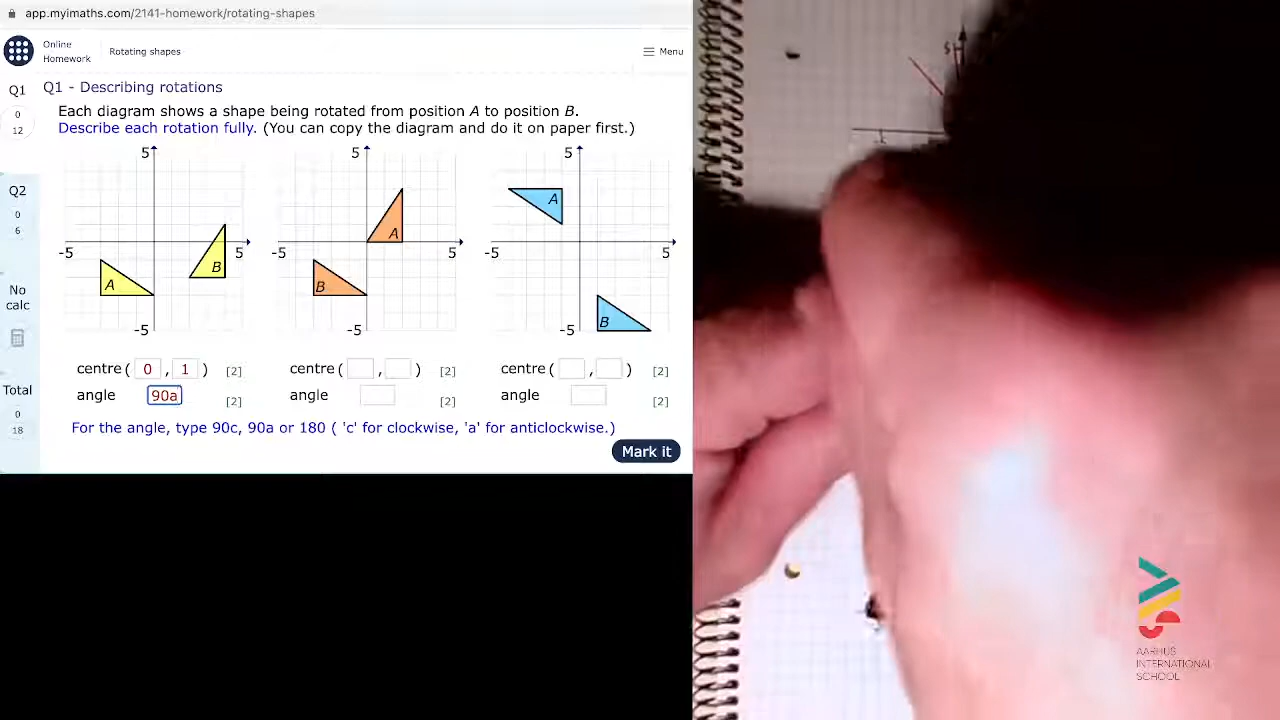 app.myimaths.com/2141-homework/rotating-shapes
Online
Homework
Rotating shapes
Menu
Q1
0
12
Q2
0
6
No
calc
Total
0
18
Q1 - Describing rotations
Each diagram shows a shape being rotated from position A to position B.
Describe each rotation fully. (You can copy the diagram and do it on paper first.)
5
-5
5
-5
A
B
5
-5
5
-5
A
B
5
-5
5
-5
A
B
centre ( 0 , 1 ) [2]
angle 90a [2]
centre ( , ) [2]
angle [2]
centre ( , ) [2]
angle [2]
For the angle, type 90c, 90a or 180 ( 'c' for clockwise, 'a' for anticlockwise.)
Mark it
AARHUS
INTERNATIONAL
SCHOOL